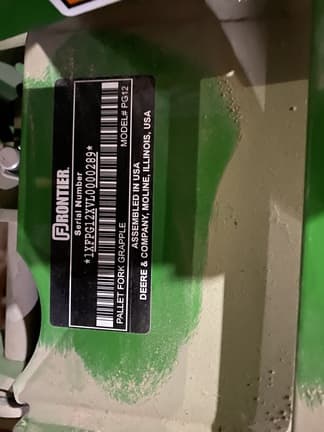 FRONTIER
Serial Number
*1XFPG12XVL0000289*
PALLET FORK GRAPPLE MODEL# PG12
ASSEMBLED IN USA
DEERE & COMPANY, MOLINE, ILLINOIS, USA